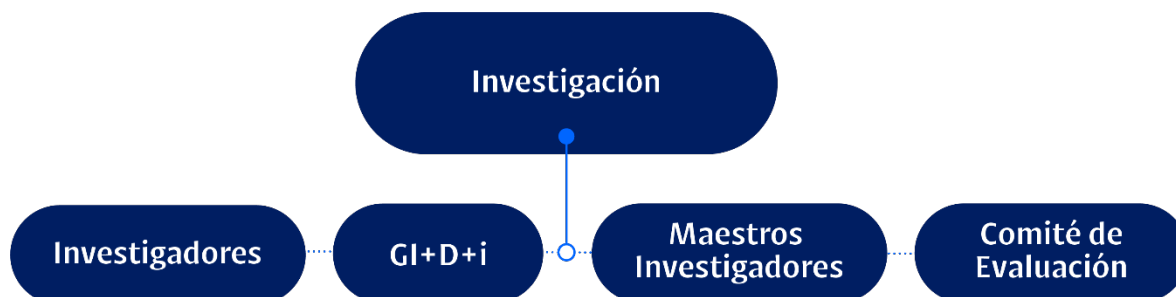 Investigación
Investigadores
GI+D+i
Maestros
Investigadores
Comité de
Evaluación